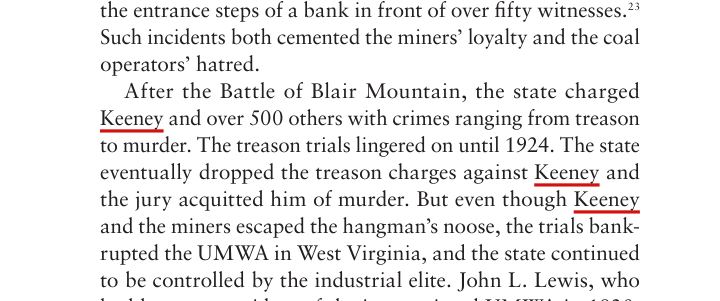 the entrance steps of a bank in front of over fifty witnesses.²³
Such incidents both cemented the miners’ loyalty and the coal
operators’ hatred.
After the Battle of Blair Mountain, the state charged
Keeney and over 500 others with crimes ranging from treason
to murder. The treason trials lingered on until 1924. The state
eventually dropped the treason charges against Keeney and
the jury acquitted him of murder. But even though Keeney
and the miners escaped the hangman’s noose, the trials bank-
rupted the UMWA in West Virginia, and the state continued
to be controlled by the industrial elite. John L. Lewis, who